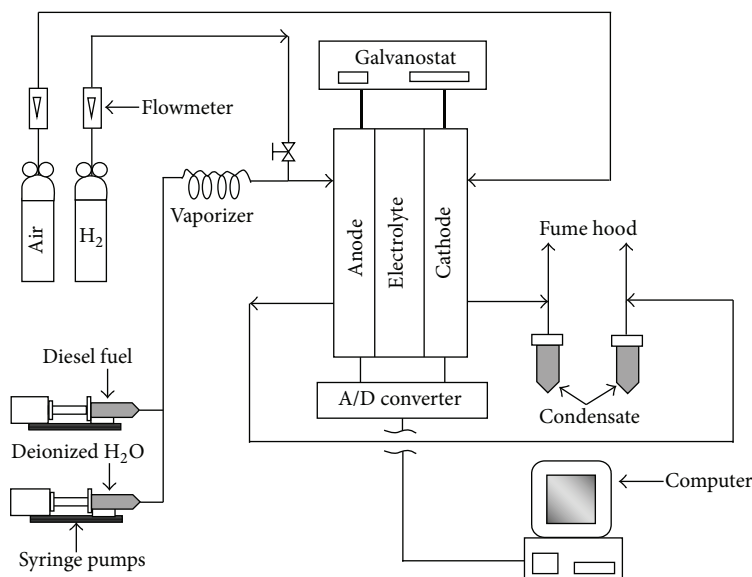 Galvanostat
Flowmeter
Air
H2
Vaporizer
Anode
Electrolyte
Cathode
Fume hood
Diesel fuel
A/D converter
Condensate
Deionized H2O
Computer
Syringe pumps